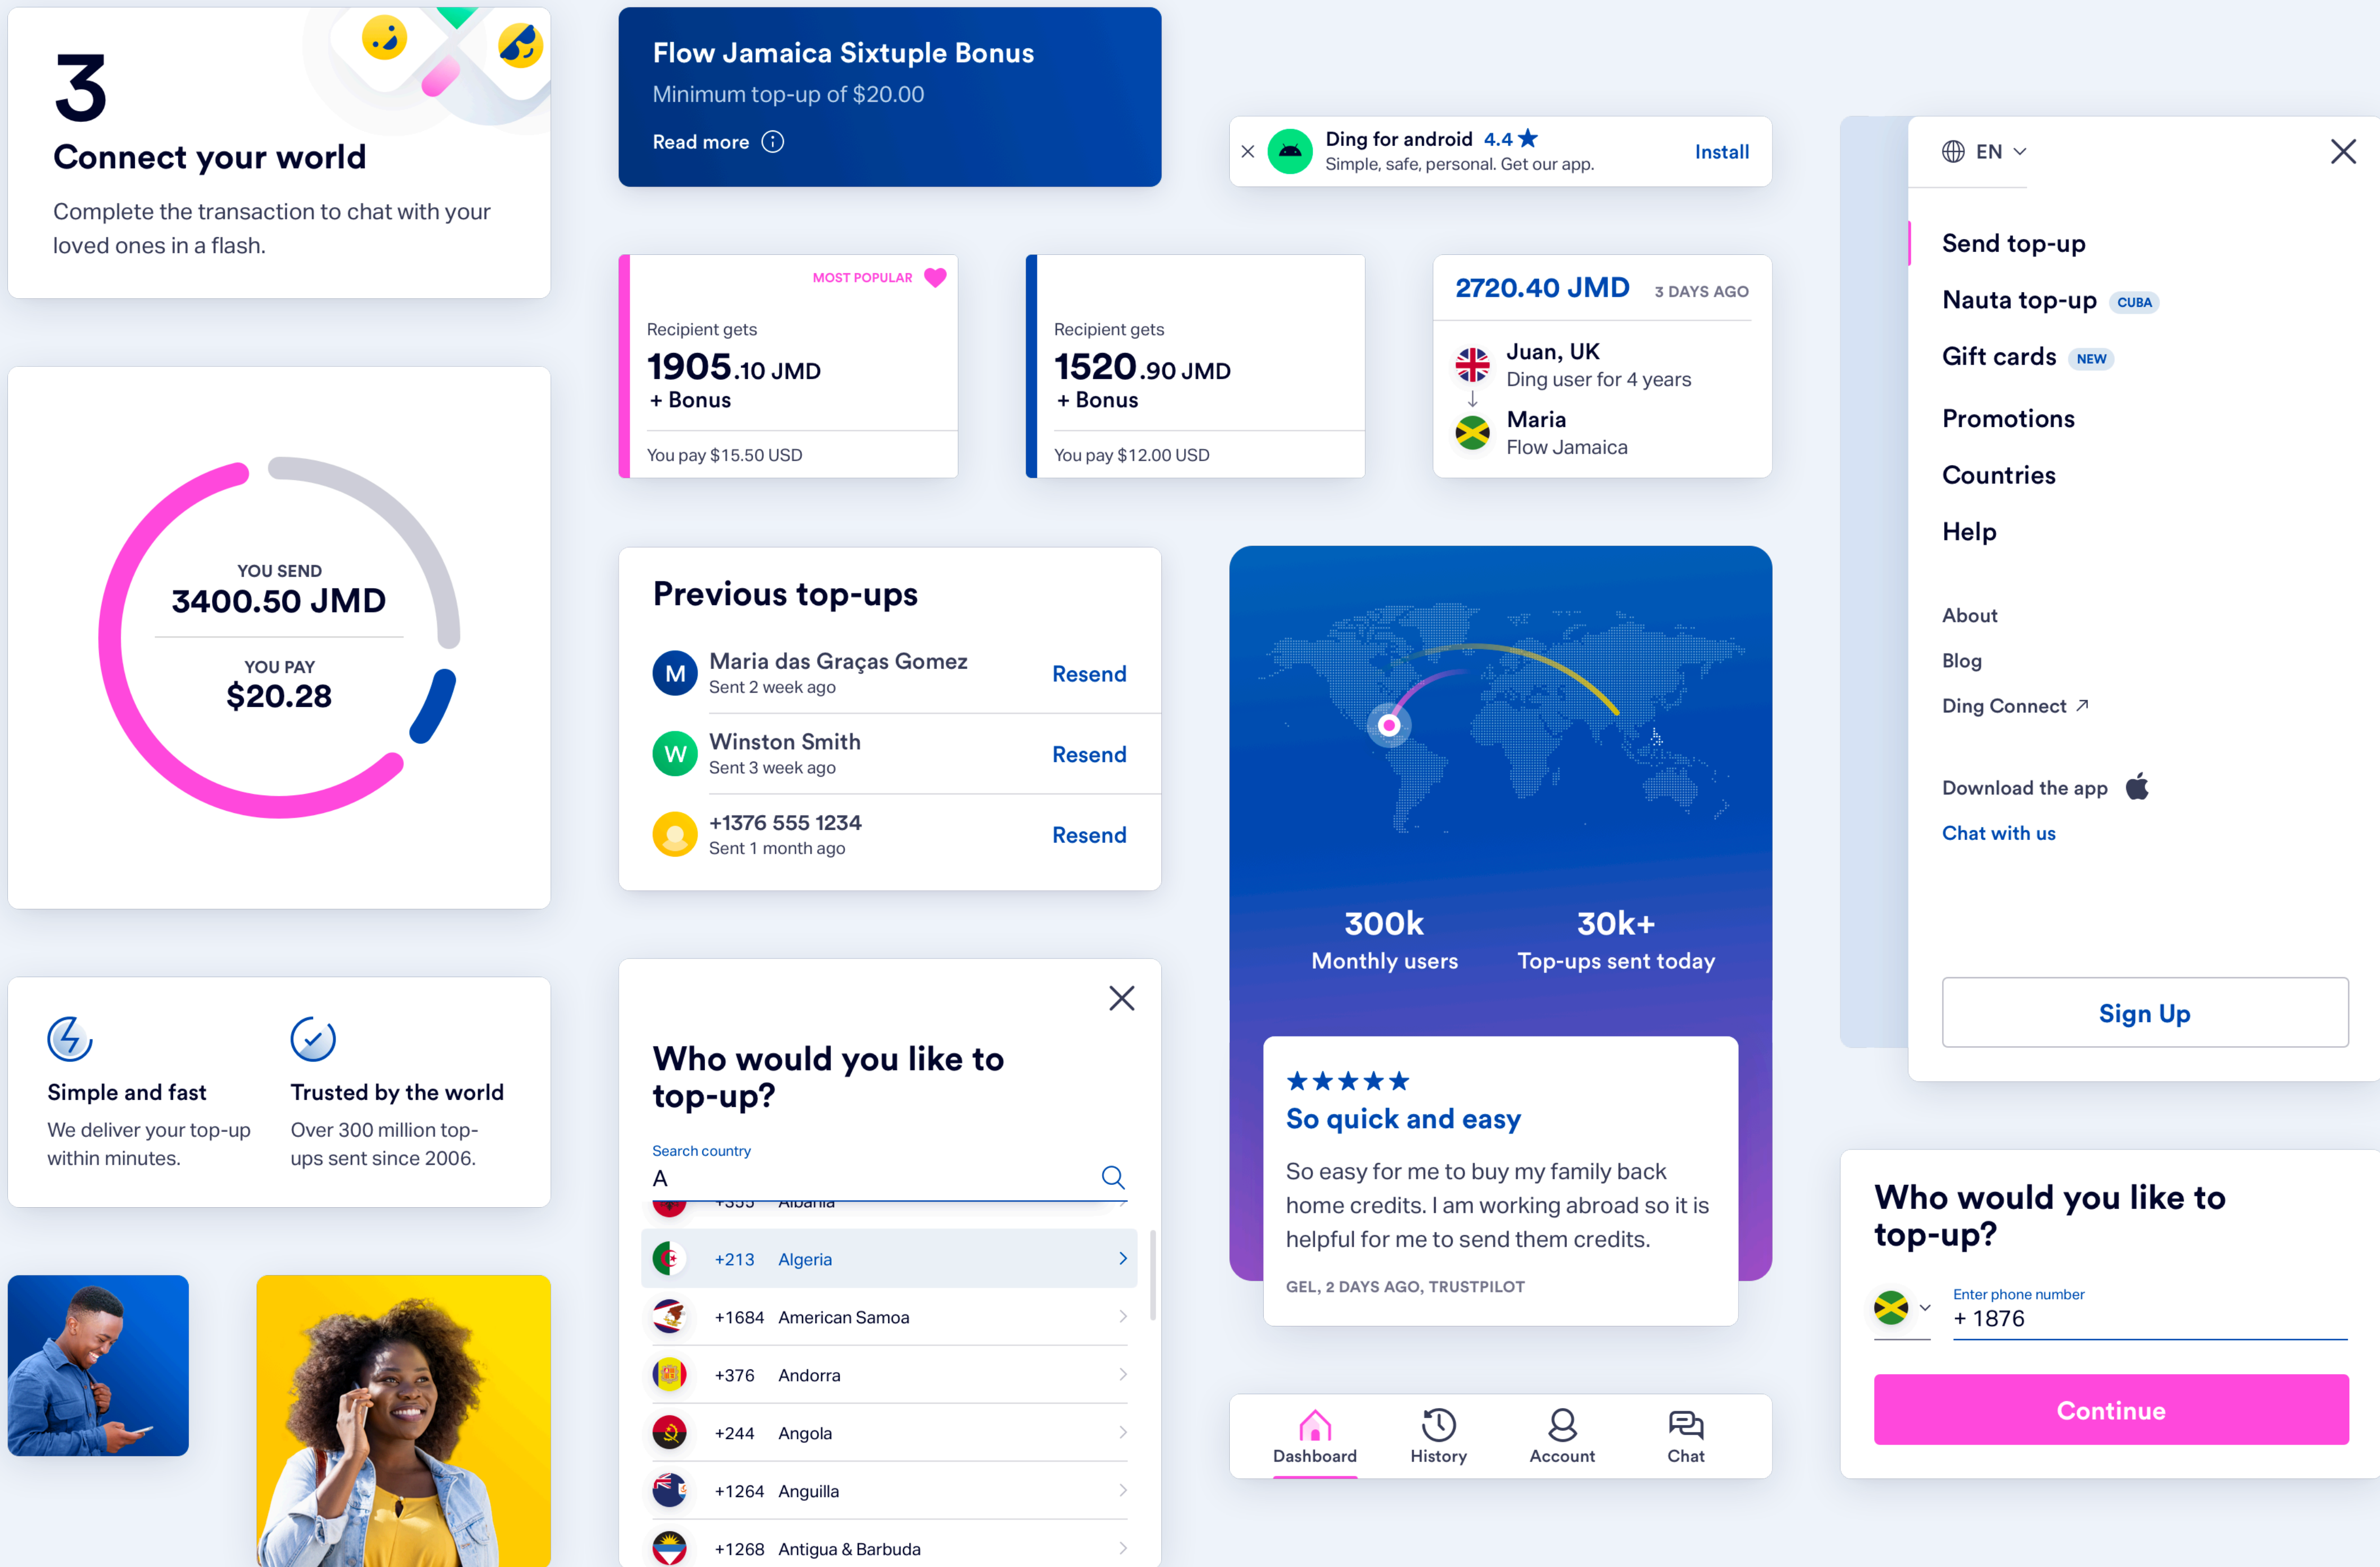 3
Connect your world
Complete the transaction to chat with your
loved ones in a flash.
YOU SEND
3400.50 JMD
YOU PAY
$20.28
Simple and fast
We deliver your top-up
within minutes.
Trusted by the world
Over 300 million top-
ups sent since 2006.
Flow Jamaica Sixtuple Bonus
Minimum top-up of $20.00
Read more
MOST POPULAR
Recipient gets
1905.10 JMD
+ Bonus
You pay $15.50 USD
Recipient gets
1520.90 JMD
+ Bonus
You pay $12.00 USD
Previous top-ups
M
Maria das Graças Gomez
Sent 2 week ago
Resend
W
Winston Smith
Sent 3 week ago
Resend
+1376 555 1234
Sent 1 month ago
Resend
Who would you like to
top-up?
Search country
A
+355 Albania
+213 Algeria
+1684 American Samoa
+376 Andorra
+244 Angola
+1264 Anguilla
+1268 Antigua & Barbuda
Ding for android 4.4
Simple, safe, personal. Get our app.
Install
2720.40 JMD 3 DAYS AGO
Juan, UK
Ding user for 4 years
Maria
Flow Jamaica
300k
Monthly users
30k+
Top-ups sent today
So quick and easy
So easy for me to buy my family back
home credits. I am working abroad so it is
helpful for me to send them credits.
GEL, 2 DAYS AGO, TRUSTPILOT
Dashboard
History
Account
Chat
EN
Send top-up
Nauta top-up CUBA
Gift cards NEW
Promotions
Countries
Help
About
Blog
Ding Connect
Download the app
Chat with us
Sign Up
Who would you like to
top-up?
Enter phone number
+ 1876
Continue